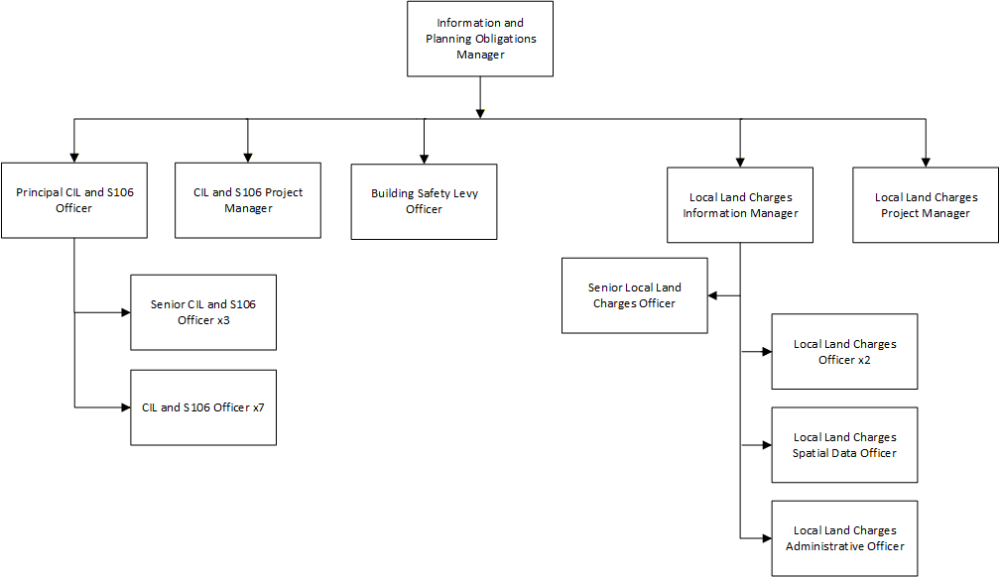 Information and
Planning Obligations
Manager
Principal CIL and S106
Officer
CIL and S106 Project
Manager
Building Safety Levy
Officer
Local Land Charges
Information Manager
Local Land Charges
Project Manager
Senior CIL and S106
Officer x3
CIL and S106 Officer x7
Senior Local Land
Charges Officer
Local Land Charges
Officer x2
Local Land Charges
Spatial Data Officer
Local Land Charges
Administrative Officer